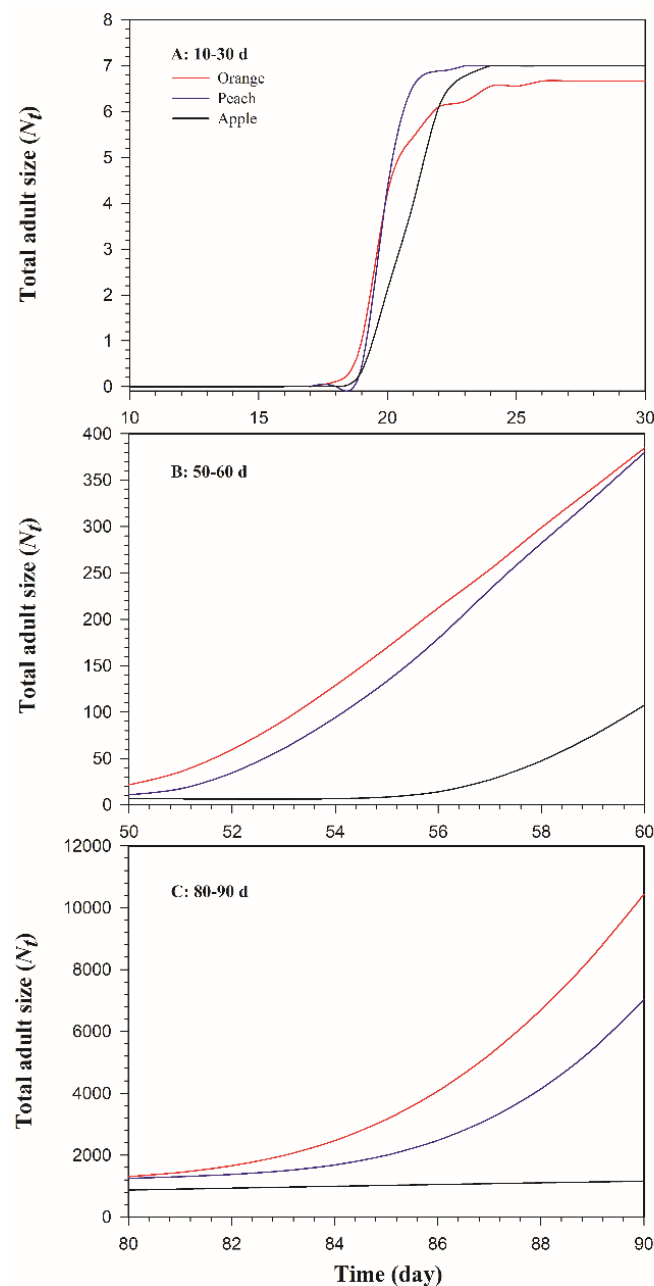 A: 10-30 d
Orange
Peach
Apple
Total adult size (Nt)
8
7
6
5
4
3
2
1
0
10 15 20 25 30
B: 50-60 d
Total adult size (Nt)
400
350
300
250
200
150
100
50
0
50 52 54 56 58 60
C: 80-90 d
Total adult size (Nt)
12000
10000
8000
6000
4000
2000
0
80 82 84 86 88 90
Time (day)